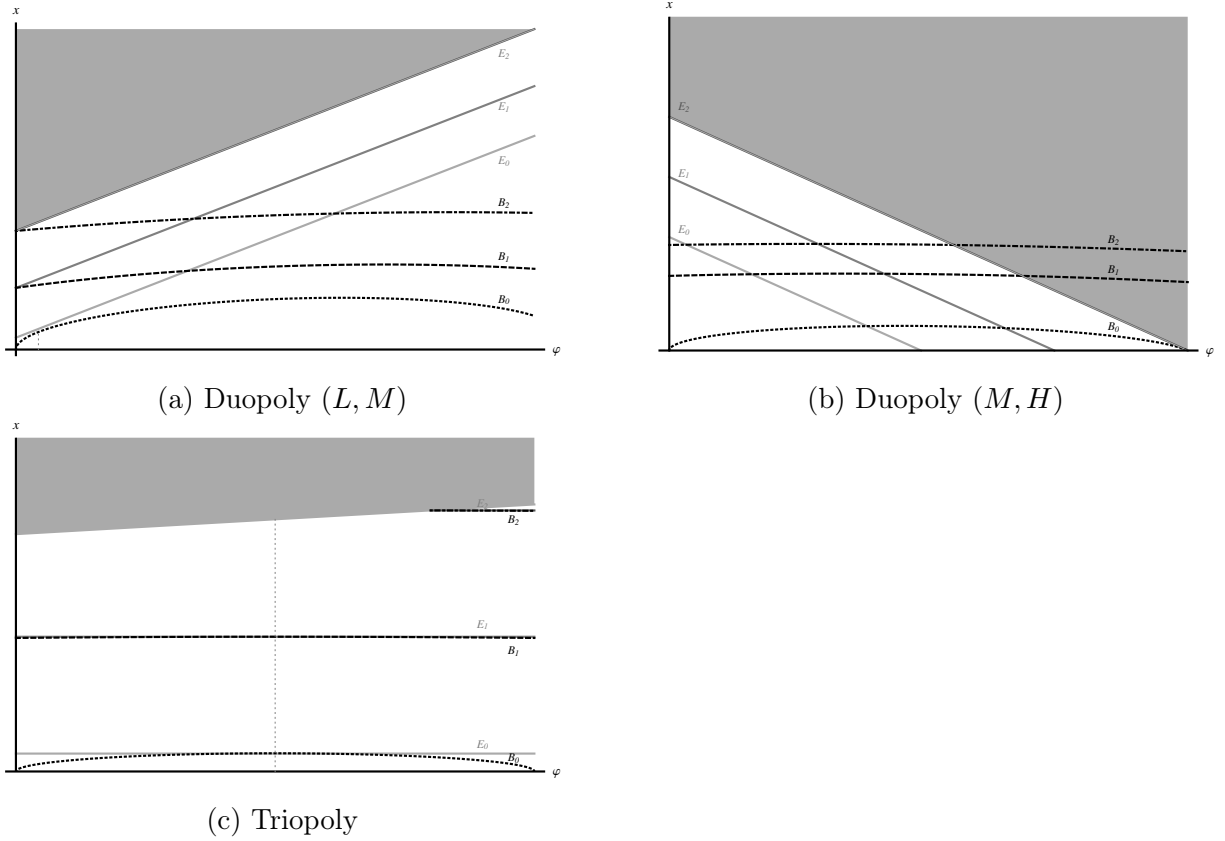 x
E₂
E₁
E₀
B₂
B₁
B₀
φ
(a) Duopoly (L, M)
x
E₂
E₁
E₀
B₂
B₁
B₀
φ
(b) Duopoly (M, H)
x
E₂
B₂
E₁
B₁
E₀
B₀
φ
(c) Triopoly